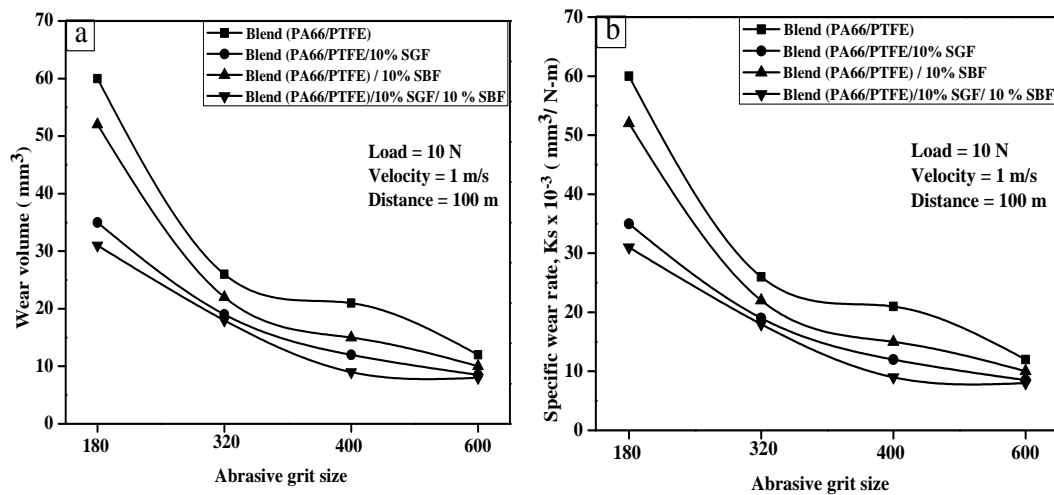 a
Blend (PA66/PTFE)
Blend (PA66/PTFE/10% SGF)
Blend (PA66/PTFE) / 10% SBF
Blend (PA66/PTFE)/10% SGF/ 10 % SBF
Load = 10 N
Velocity = 1 m/s
Distance = 100 m
Wear volume ( mm³)
70
60
50
40
30
20
10
0
180 320 400 600
Abrasive grit size
b
Blend (PA66/PTFE)
Blend (PA66/PTFE/10% SGF)
Blend (PA66/PTFE) / 10% SBF
Blend (PA66/PTFE)/10% SGF/ 10 % SBF
Load = 10 N
Velocity = 1 m/s
Distance = 100 m
Specific wear rate, Ks x 10⁻³ ( mm³/ N-m)
70
60
50
40
30
20
10
0
180 320 400 600
Abrasive grit size